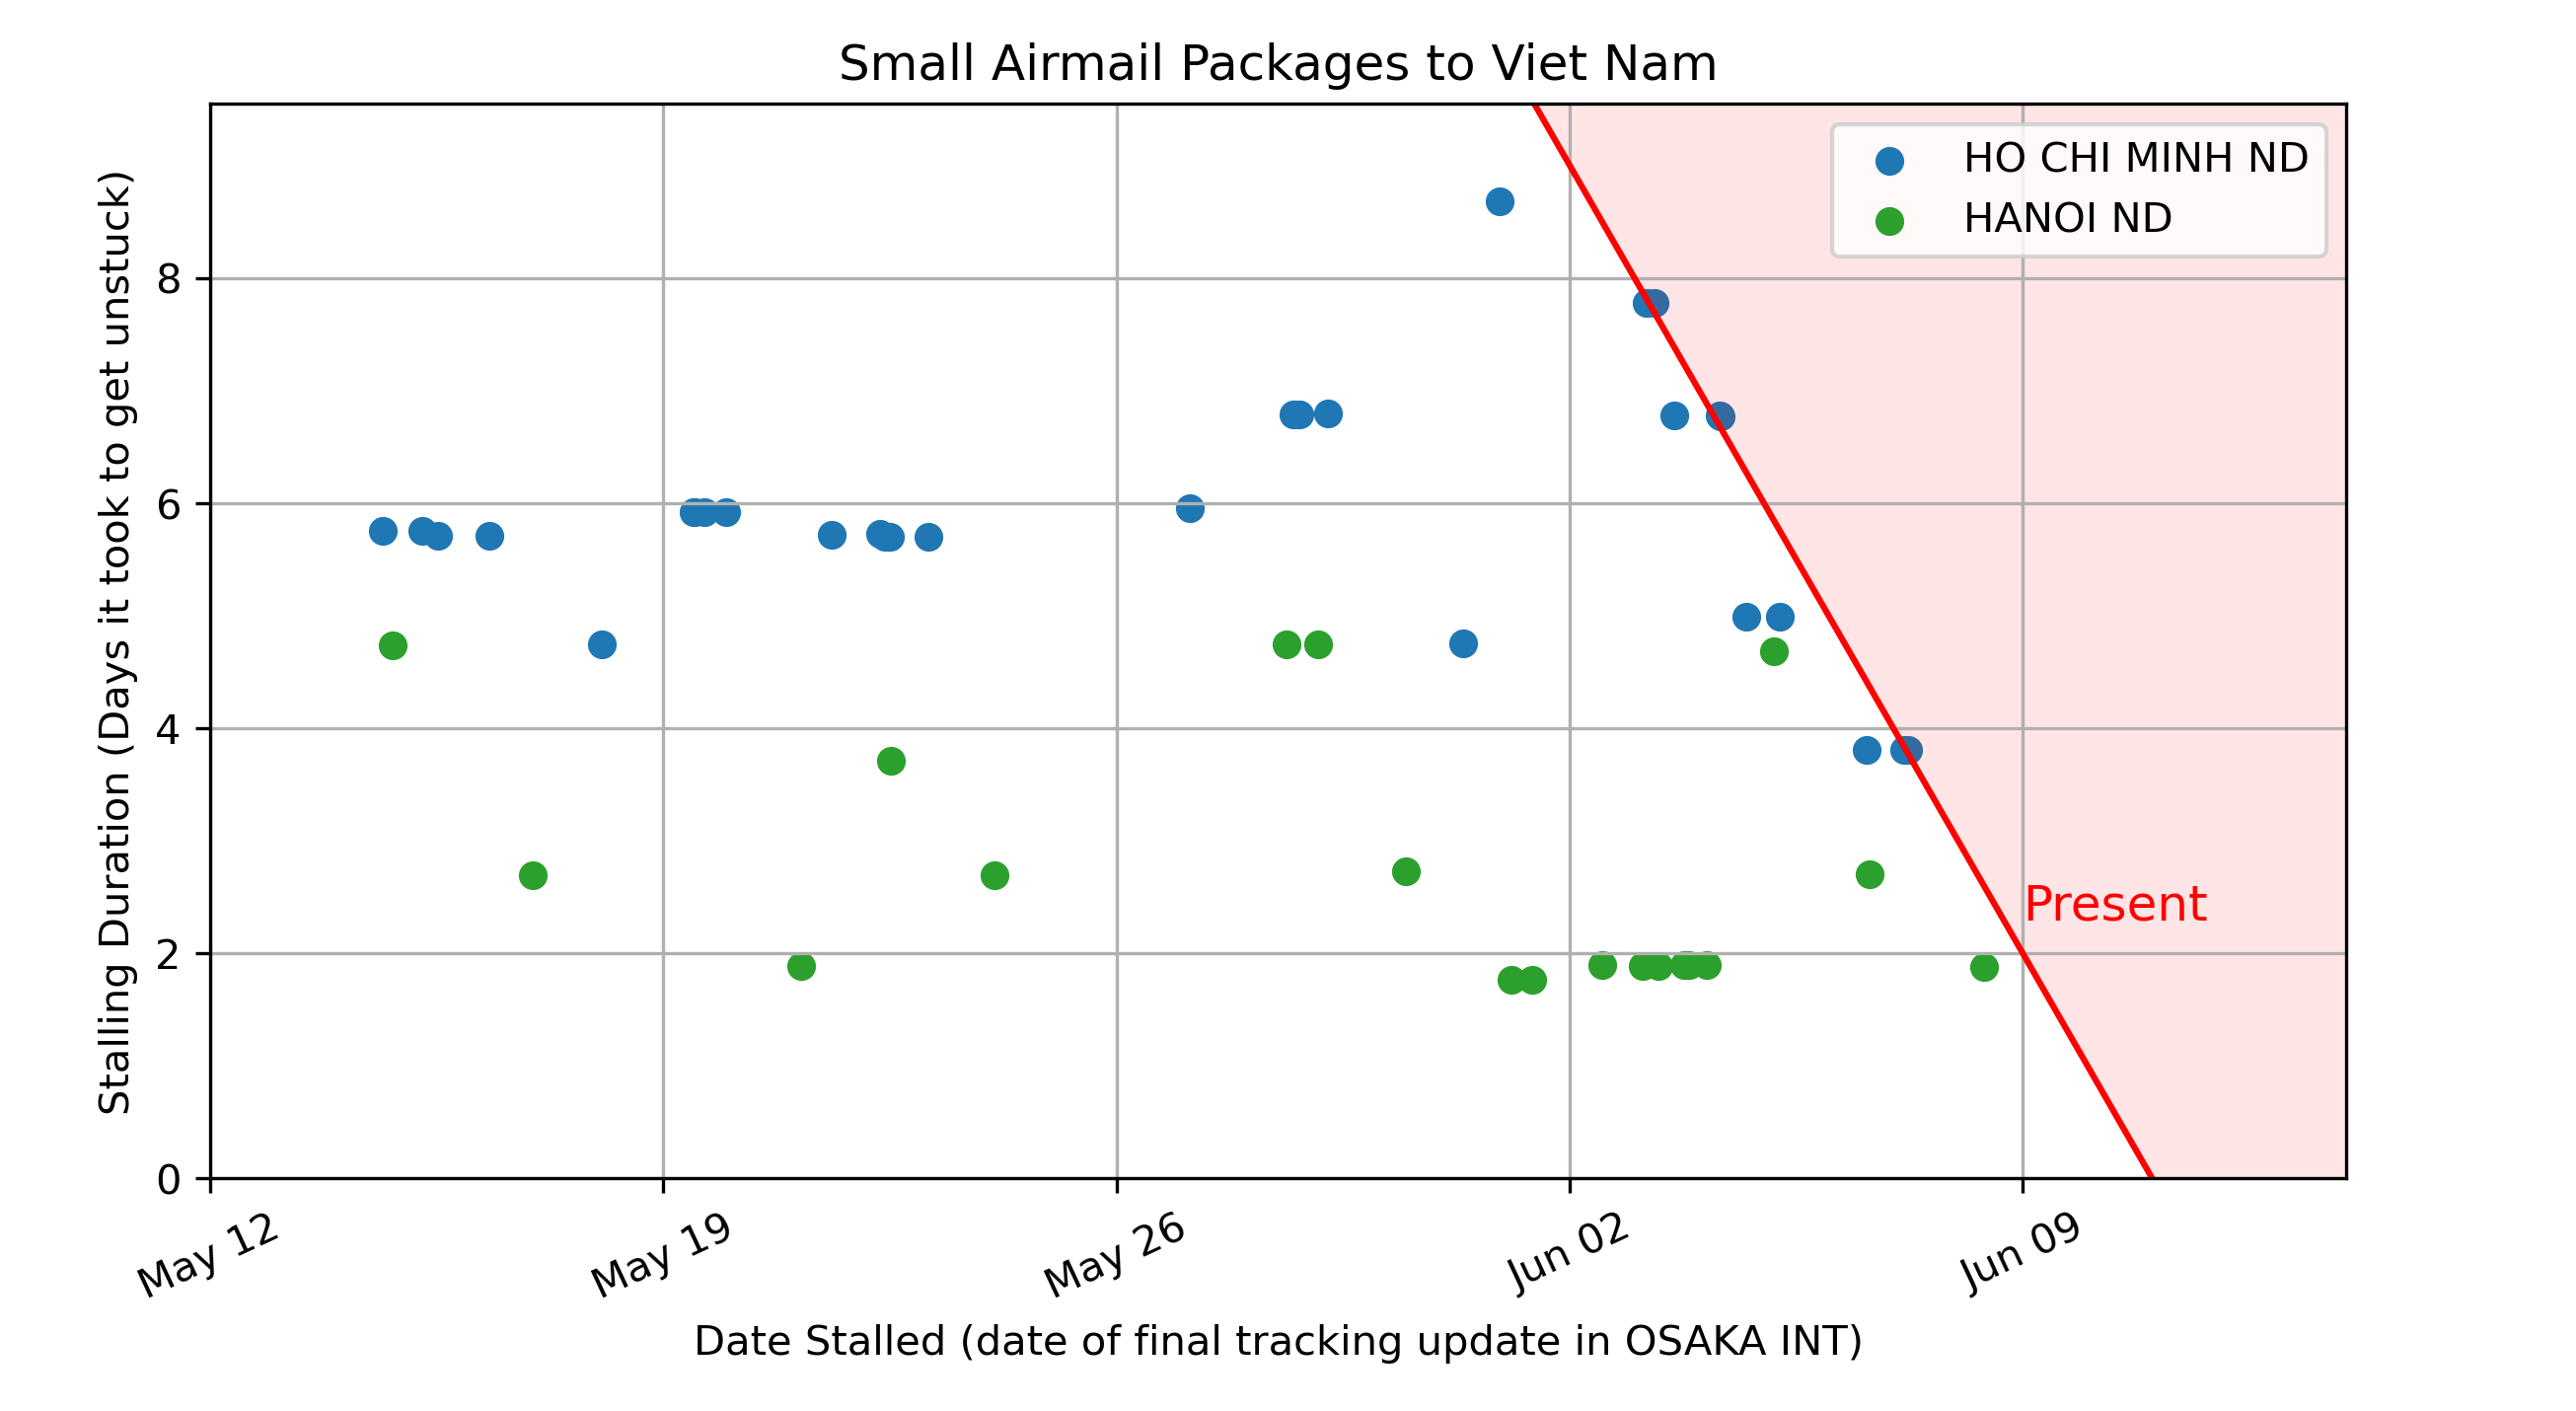 Small Airmail Packages to Viet Nam
HO CHI MINH ND
HANOI ND
Stalling Duration (Days it took to get unstuck)
8
6
4
2
0
Present
May 12
May 19
May 26
Jun 02
Jun 09
Date Stalled (date of final tracking update in OSAKA INT)